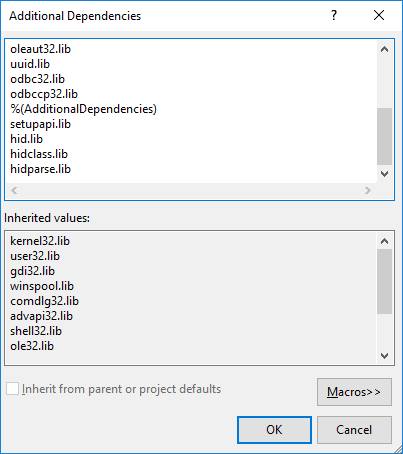 Additional Dependencies
oleaut32.lib
uuid.lib
odbc32.lib
odbccp32.lib
%(AdditionalDependencies)
setupapi.lib
hid.lib
hidclass.lib
hidparse.lib
Inherited values:
kernel32.lib
user32.lib
gdi32.lib
winspool.lib
comdlg32.lib
advapi32.lib
shell32.lib
ole32.lib
Inherit from parent or project defaults
Macros>>
OK
Cancel